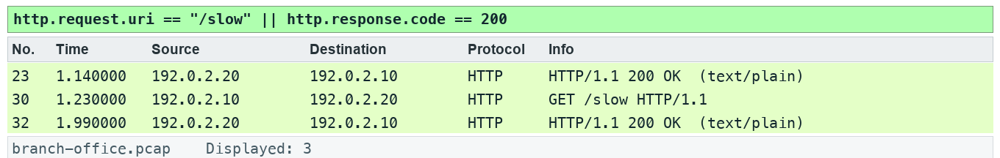 http.request.uri == "/slow" || http.response.code == 200
No. Time Source Destination Protocol Info
23 1.140000 192.0.2.20 192.0.2.10 HTTP HTTP/1.1 200 OK (text/plain)
30 1.230000 192.0.2.10 192.0.2.20 HTTP GET /slow HTTP/1.1
32 1.990000 192.0.2.20 192.0.2.10 HTTP HTTP/1.1 200 OK (text/plain)
branch-office.pcap Displayed: 3